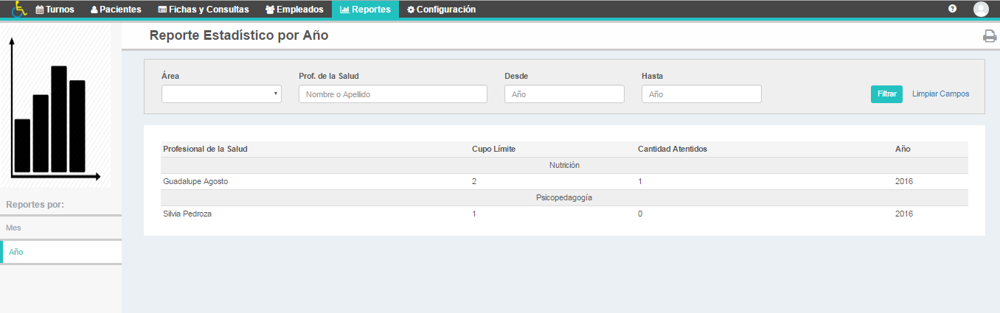 Turnos Pacientes Fichas y Consultas Empleados Reportes Configuración
Reporte Estadístico por Año
Área Prof. de la Salud Desde Hasta
Nombre o Apellido Año Año Filtrar Limpiar Campos
Profesional de la Salud Cupo Límite Cantidad Atentidos Año
Nutrición
Guadalupe Agosto 2 1 2016
Psicopedagogía
Silvia Pedroza 1 0 2016
Reportes por:
Mes
Año